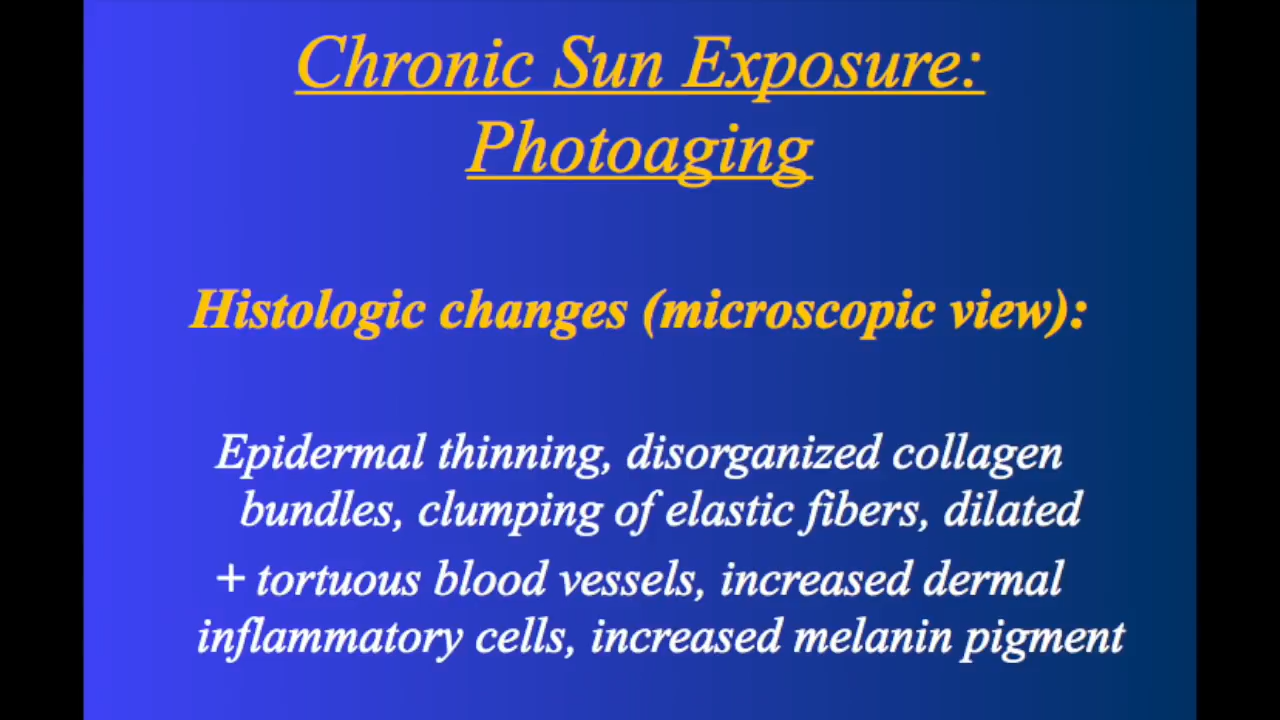 Chronic Sun Exposure:
Photoaging
Histologic changes (microscopic view):
Epidermal thinning, disorganized collagen
bundles, clumping of elastic fibers, dilated
+ tortuous blood vessels, increased dermal
inflammatory cells, increased melanin pigment